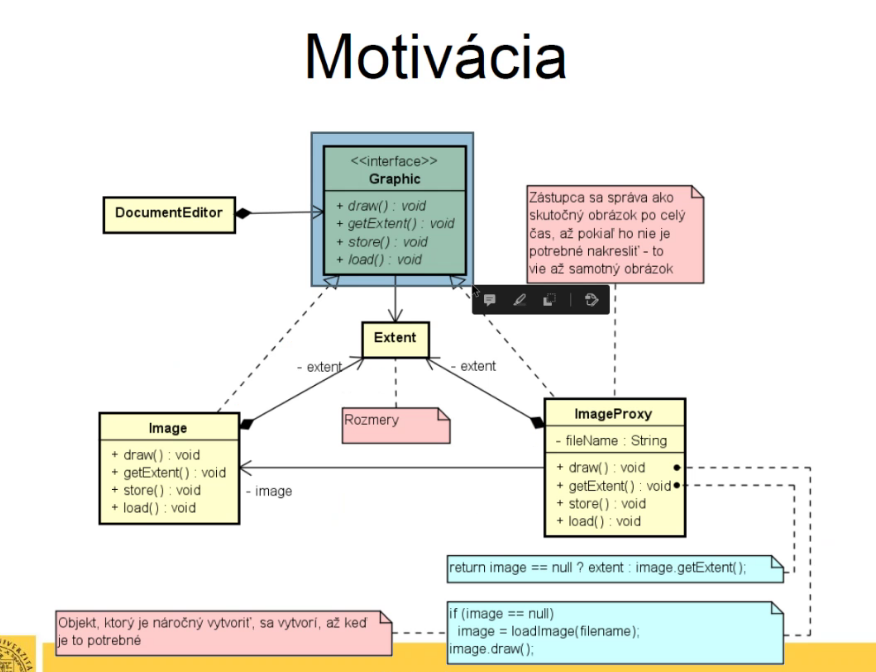 Motivácia
<<interface>>
Graphic
+ draw() : void
+ getExtent() : void
+ store() : void
+ load() : void
DocumentEditor
Zástupca sa správa ako
skutočný obrázok po celý
čas, až pokiaľ ho nie je
potrebné nakresliť - to
vie až samotný obrázok
Extent
- extent
- extent
Rozmery
Image
+ draw() : void
+ getExtent() : void
+ store() : void
+ load() : void
- image
ImageProxy
- fileName : String
+ draw() : void
+ getExtent() : void
+ store() : void
+ load() : void
return image == null ? extent : image.getExtent();
Objekt, ktorý je náročný vytvoriť, sa vytvorí, až keď
je to potrebné
if (image == null)
image = loadImage(filename);
image.draw();